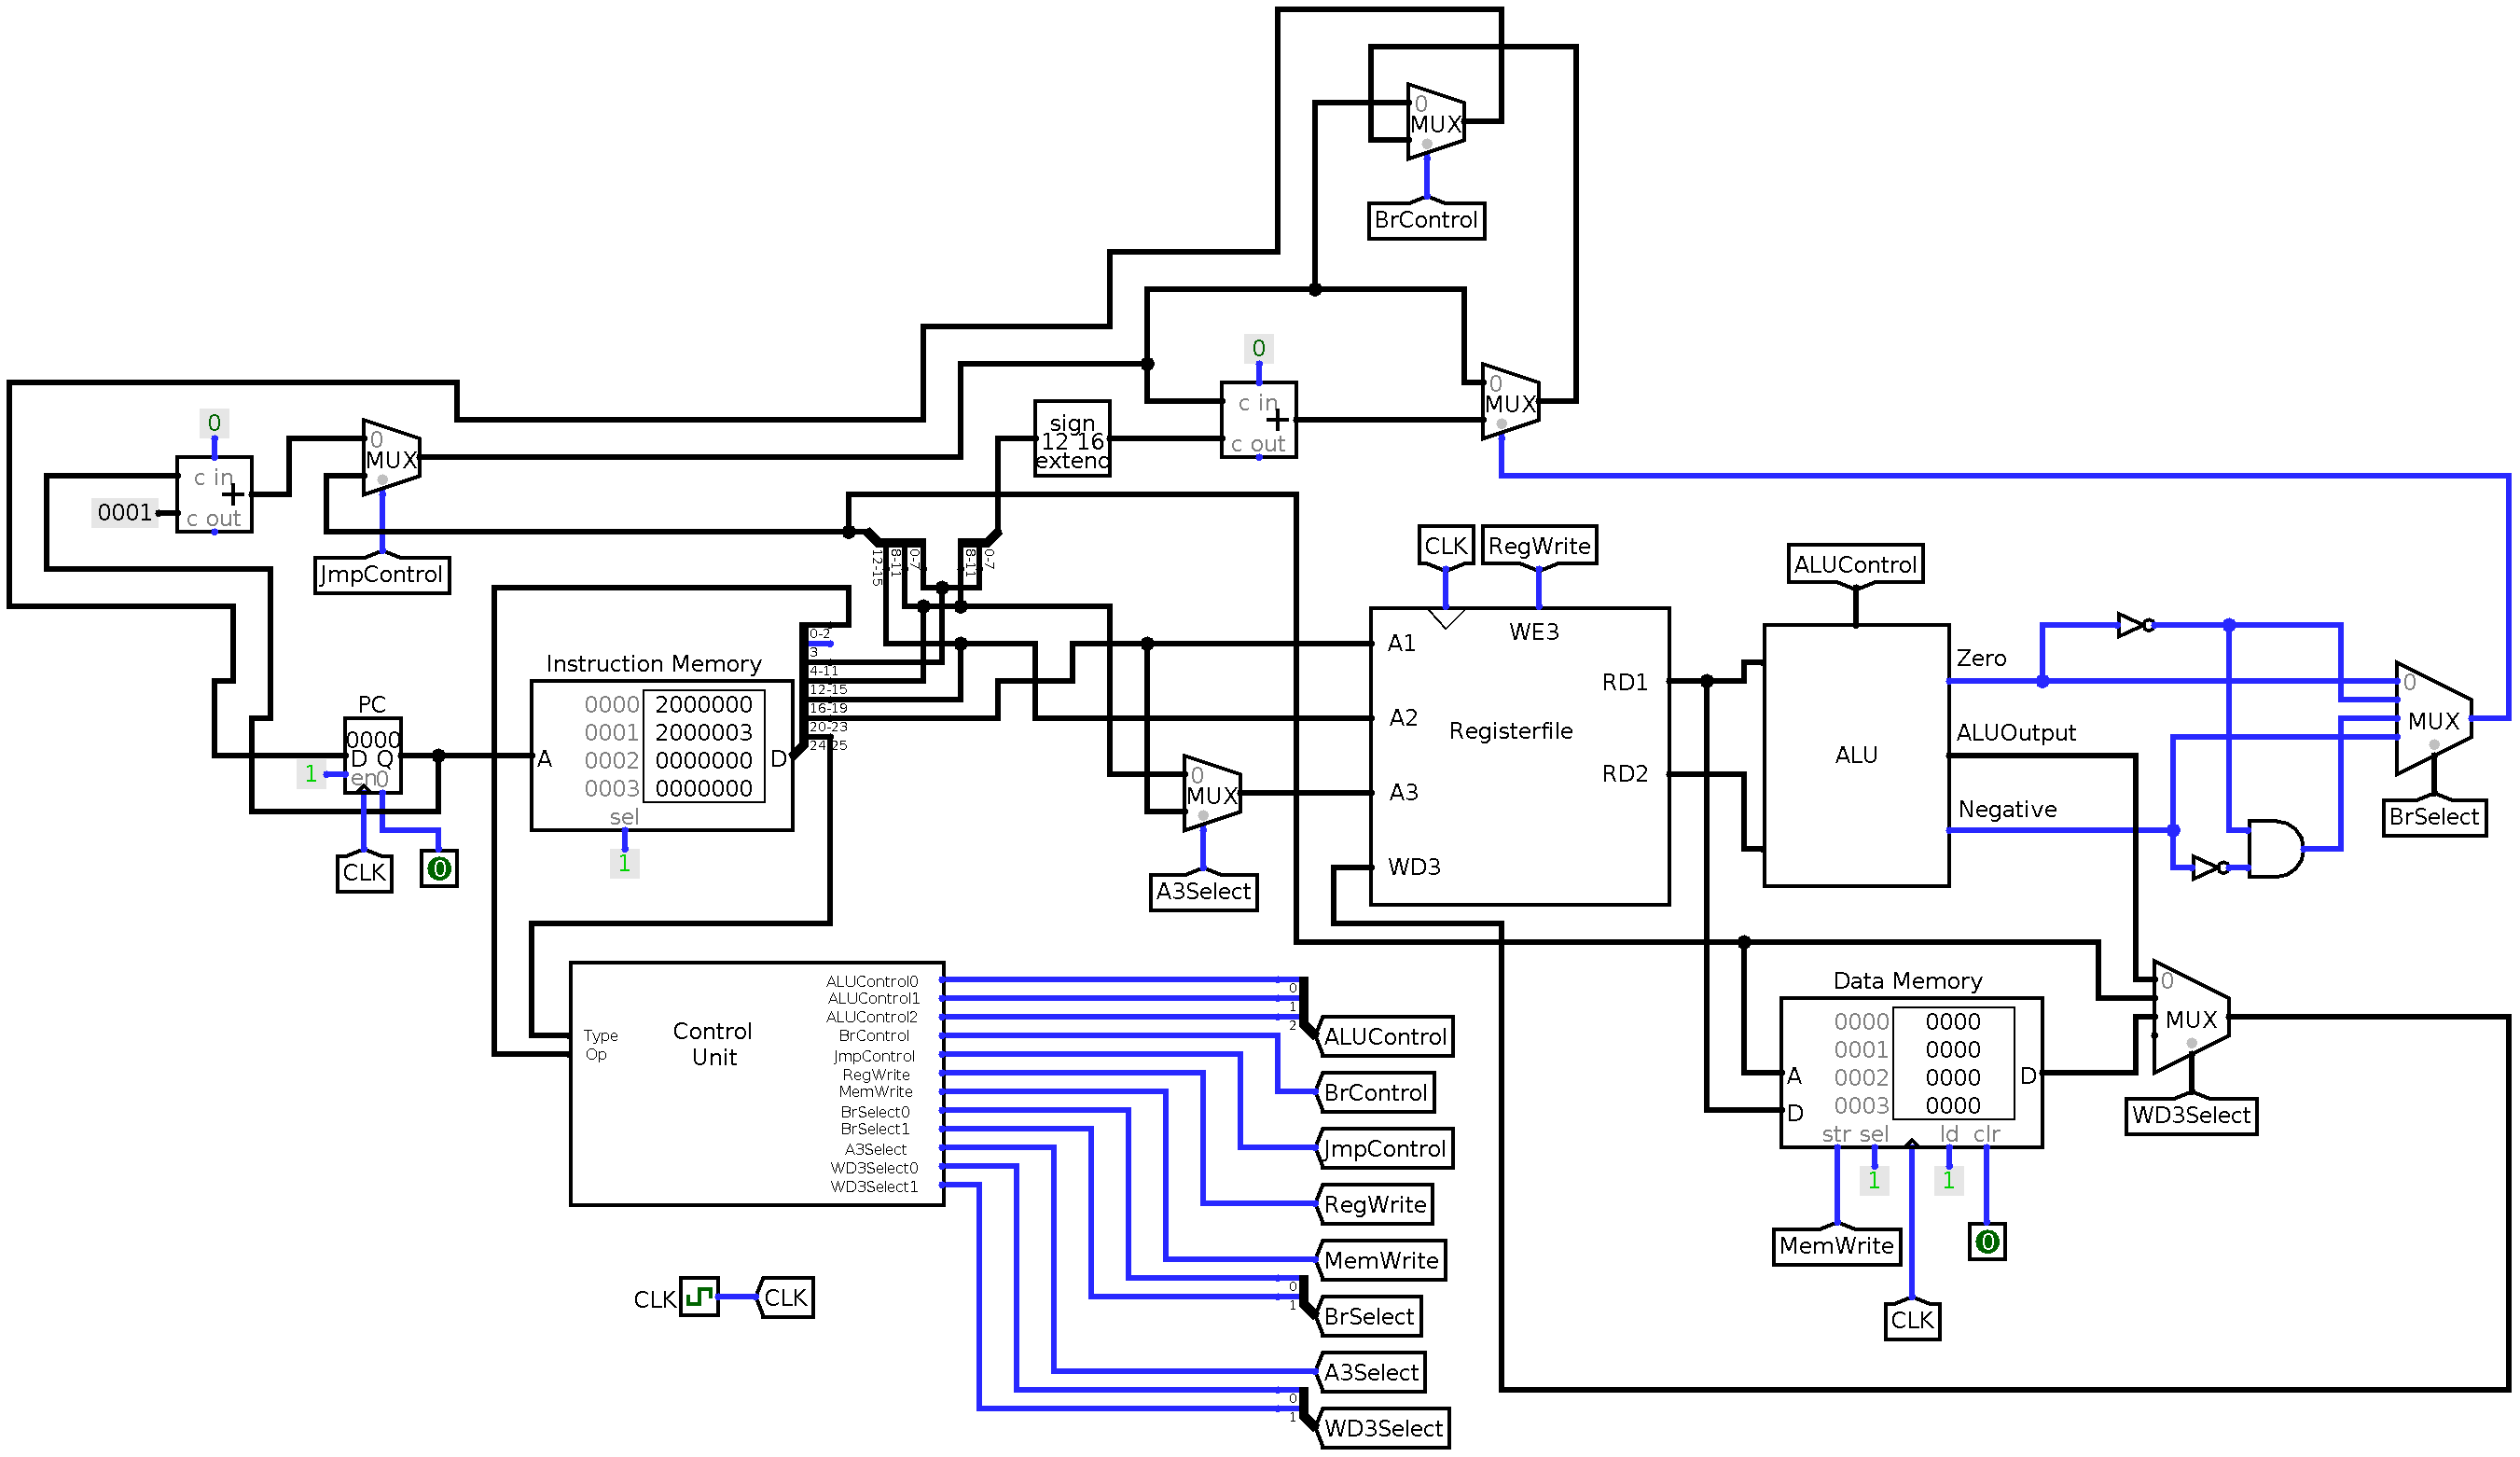 0
MUX
BrControl
0
0
c in
+
c out
0
MUX
sign
12 16
extend
0
c in
+
c out
0001
0
MUX
JmpControl
12-15
8-11
0-7
8-11
0-7
CLK
RegWrite
ALUControl
0-2
3
4-11
12-15
16-19
20-23
24-25
Instruction Memory
0000 2000000
0001 2000003
0002 0000000
0003 0000000
A
D
sel
1
PC
0000
D Q
en 0
1
CLK
0
A1
A2
A3
WD3
WE3
RD1
RD2
Registerfile
0
MUX
A3Select
ALU
Zero
ALUOutput
Negative
0
MUX
BrSelect
Control
Unit
Type
Op
ALUControl0
ALUControl1
ALUControl2
BrControl
JmpControl
RegWrite
MemWrite
BrSelect0
BrSelect1
A3Select
WD3Select0
WD3Select1
0
1
2
ALUControl
BrControl
JmpControl
RegWrite
MemWrite
0
1
BrSelect
A3Select
0
1
WD3Select
CLK
CLK
Data Memory
0000 0000
0001 0000
0002 0000
0003 0000
A
D
D
str sel ld clr
1
1
0
MemWrite
CLK
0
MUX
WD3Select